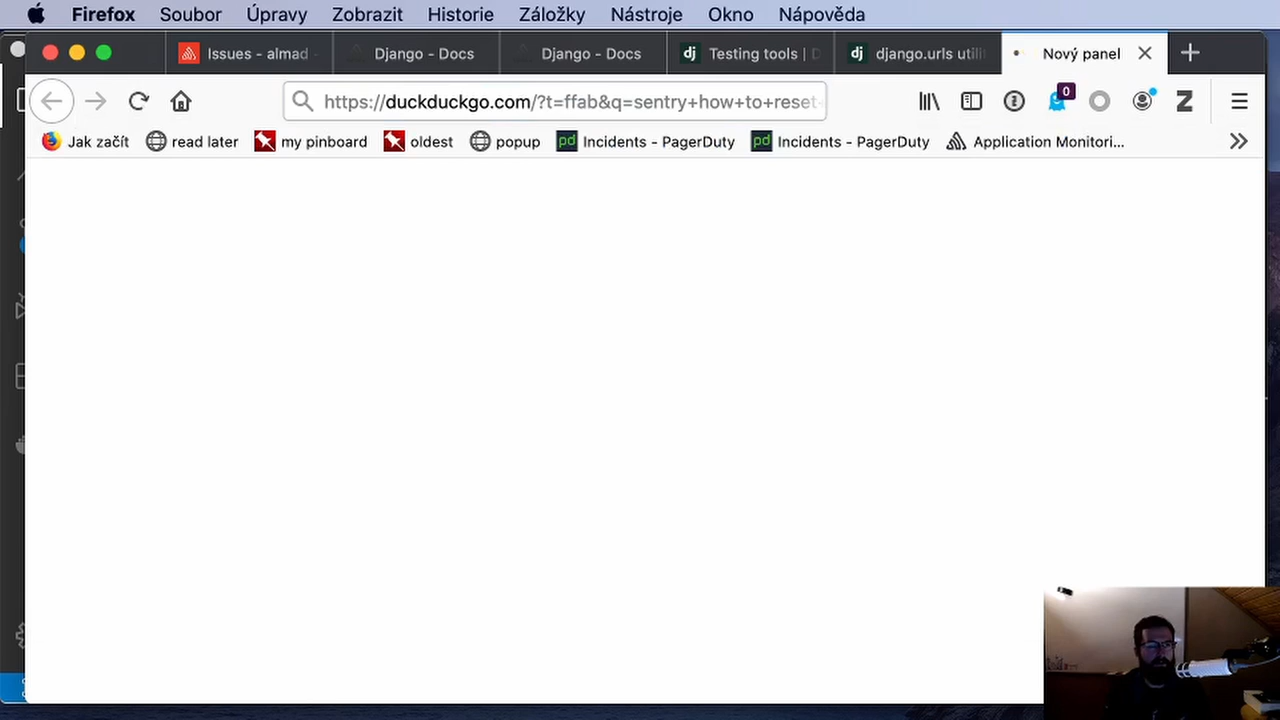 Firefox Soubor Úpravy Zobrazit Historie Záložky Nástroje Okno Nápověda
Issues - almad Django - Docs Django - Docs Testing tools | D django.urls utili Nový panel
https://duckduckgo.com/?t=ffab&q=sentry+how+to+reset 0 Z
Jak začít read later my pinboard oldest pd Incidents - PagerDuty pd Incidents - PagerDuty Application Monitori...
popup